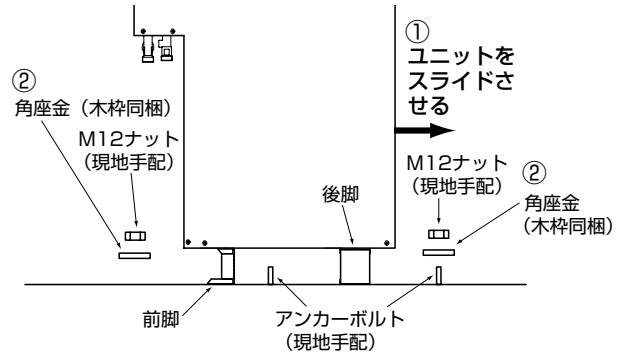 ①
ユニットを
スライドさ
せる
②
角座金（木枠同梱）
M12ナット
（現地手配）
M12ナット
（現地手配）
②
角座金
（木枠同梱）
後脚
前脚
アンカーボルト
（現地手配）